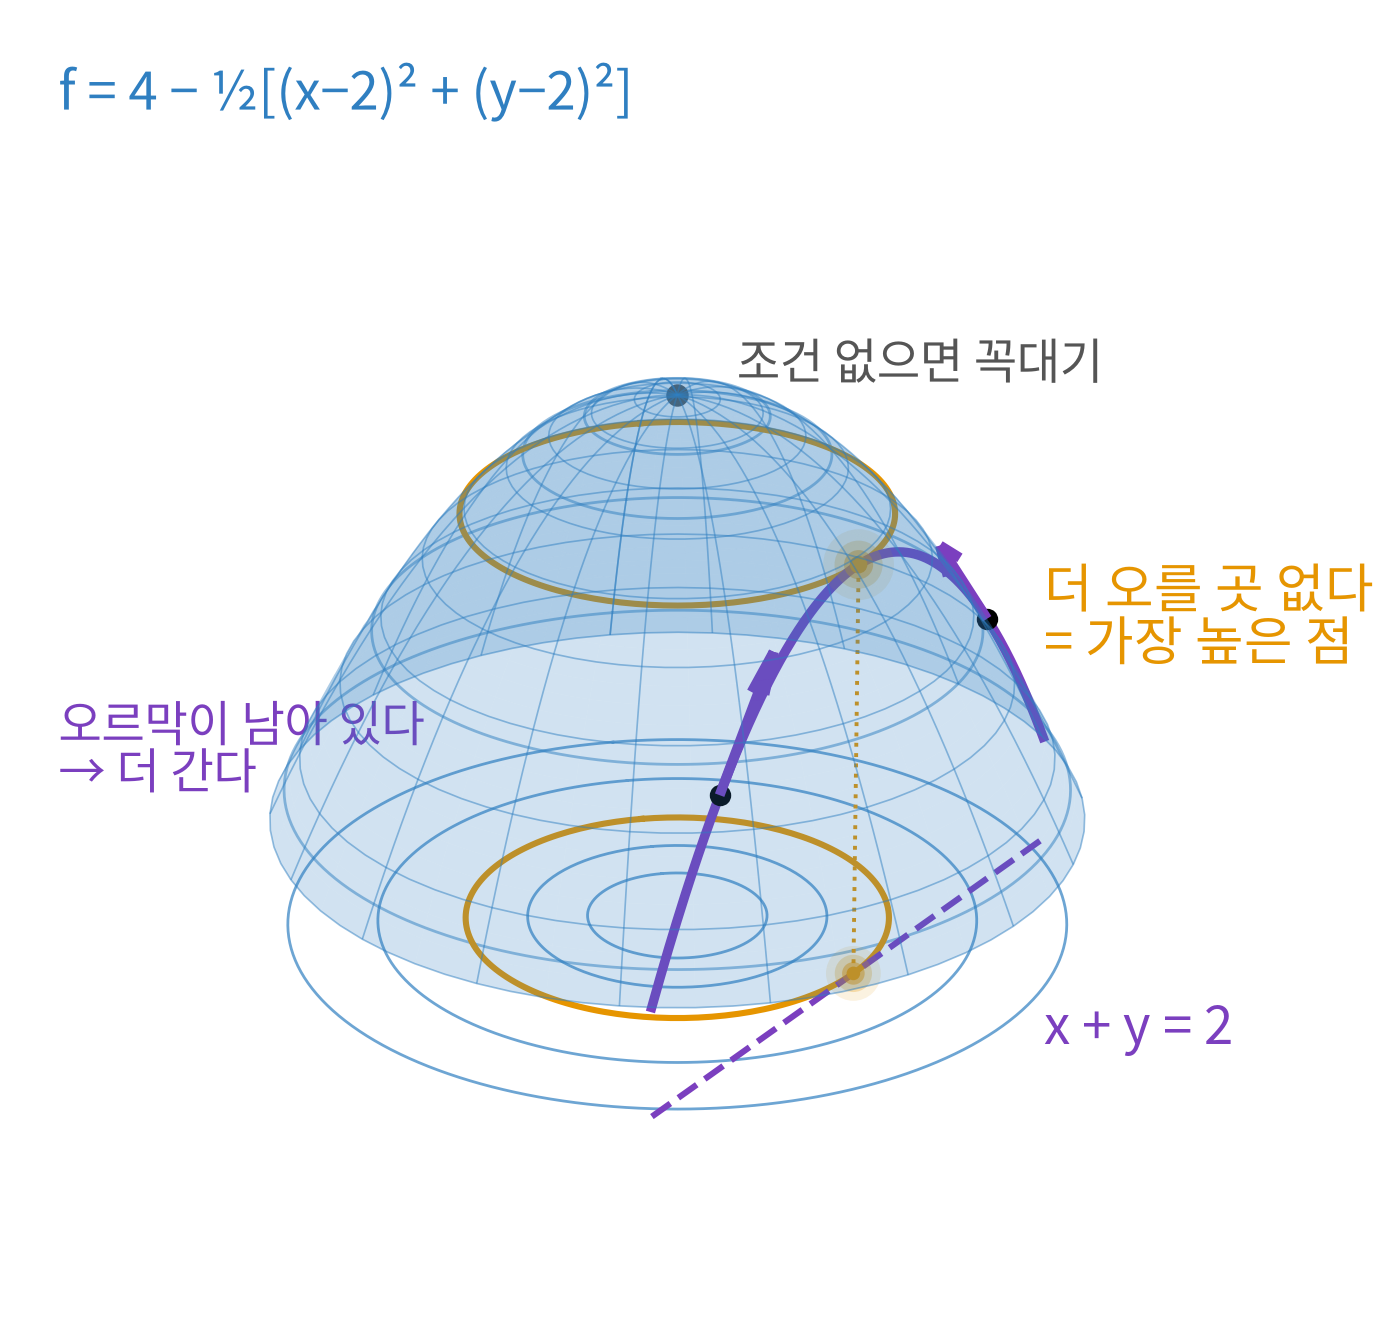 f = 4 − ½[(x−2)² + (y−2)²]
조건 없으면 꼭대기
더 오를 곳 없다
= 가장 높은 점
오르막이 남아 있다
→ 더 간다
x + y = 2